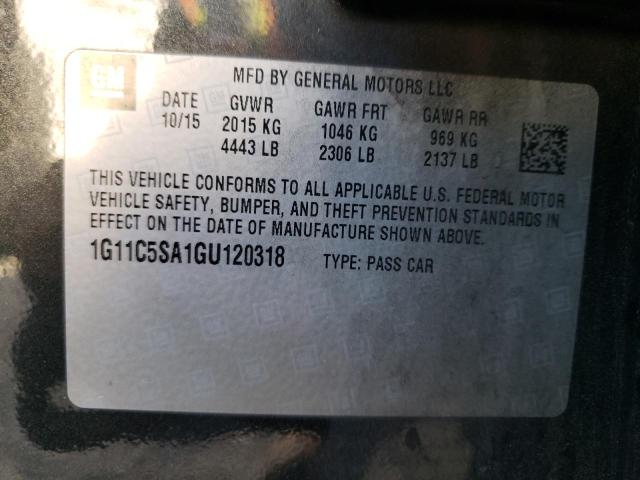 GM
MFD BY GENERAL MOTORS LLC
DATE GVWR GAWR FRT GAWR RR
10/15 2015 KG 1046 KG 969 KG
4443 LB 2306 LB 2137 LB
THIS VEHICLE CONFORMS TO ALL APPLICABLE U.S. FEDERAL MOTOR
VEHICLE SAFETY, BUMPER, AND THEFT PREVENTION STANDARDS IN
EFFECT ON THE DATE OF MANUFACTURE SHOWN ABOVE.
1G11C5SA1GU120318 TYPE: PASS CAR